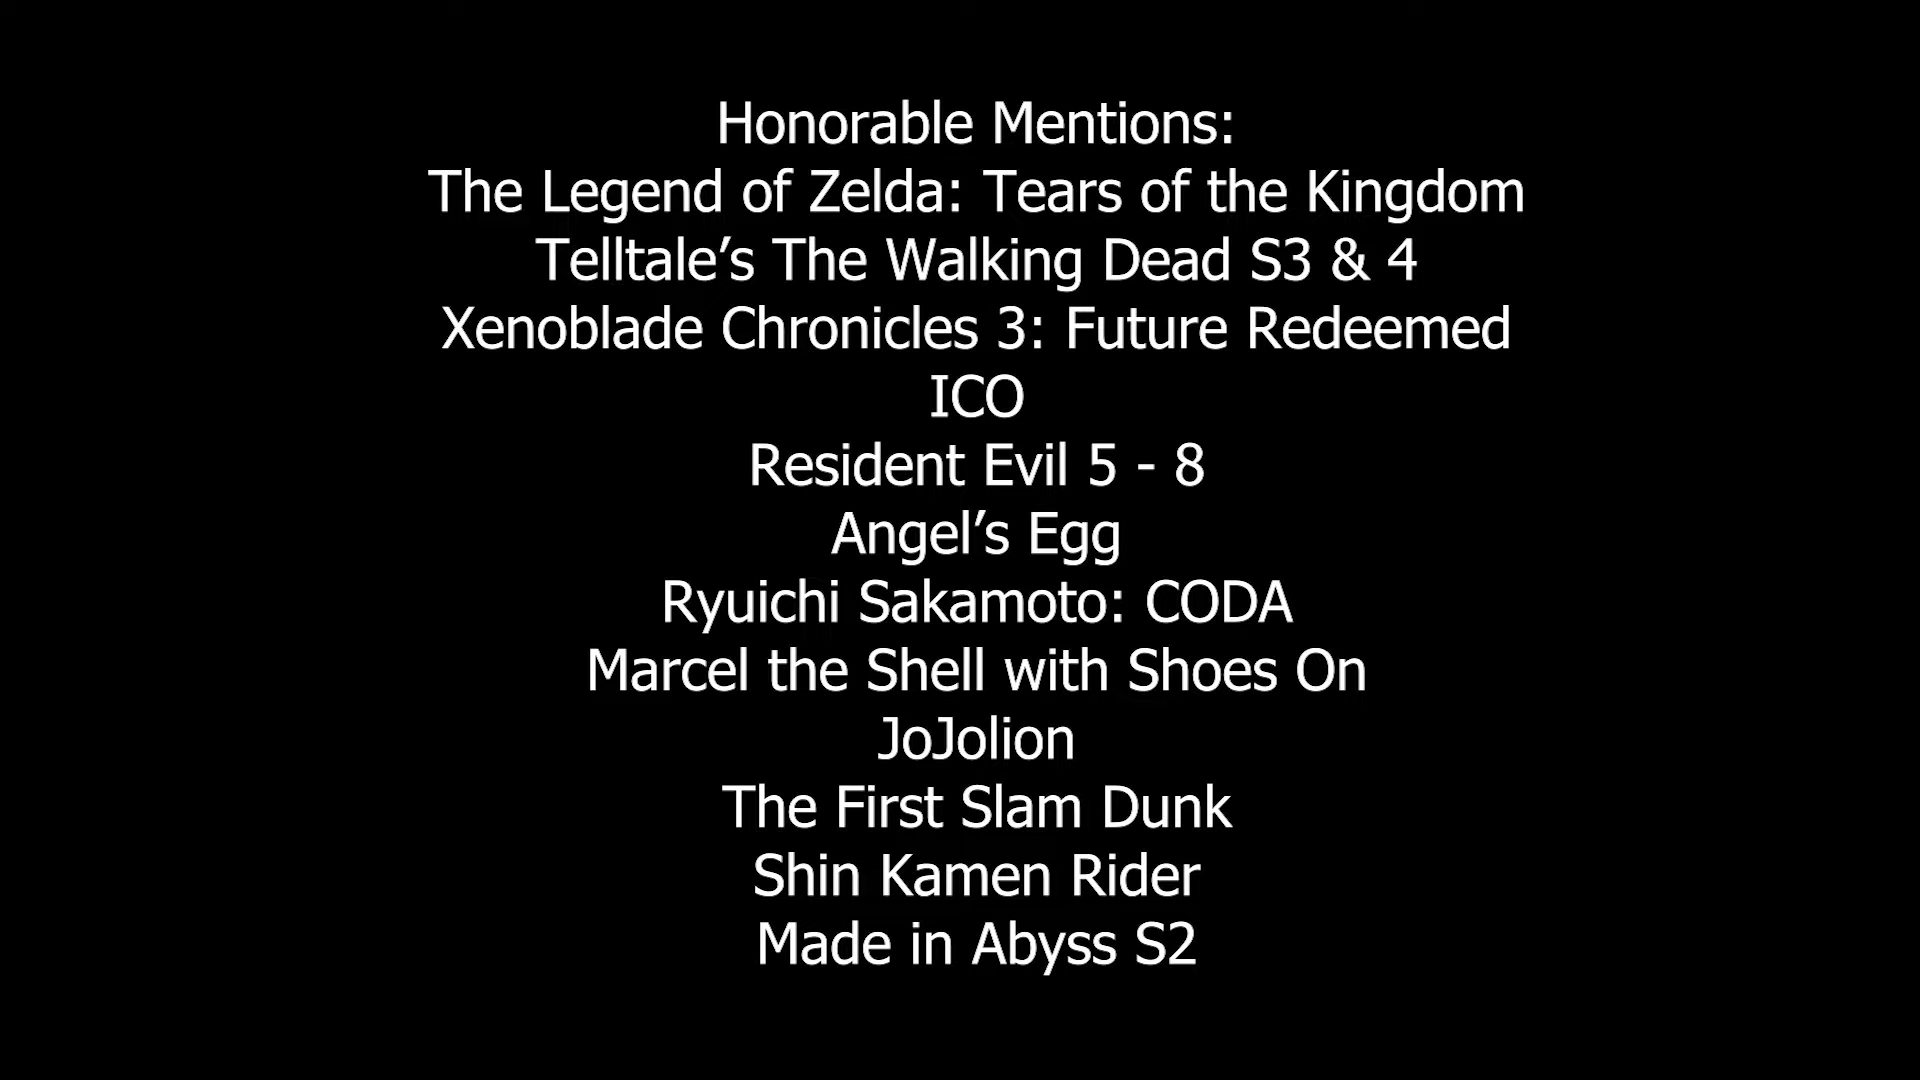 Honorable Mentions:
The Legend of Zelda: Tears of the Kingdom
Telltale’s The Walking Dead S3 & 4
Xenoblade Chronicles 3: Future Redeemed
ICO
Resident Evil 5 - 8
Angel’s Egg
Ryuichi Sakamoto: CODA
Marcel the Shell with Shoes On
JoJolion
The First Slam Dunk
Shin Kamen Rider
Made in Abyss S2